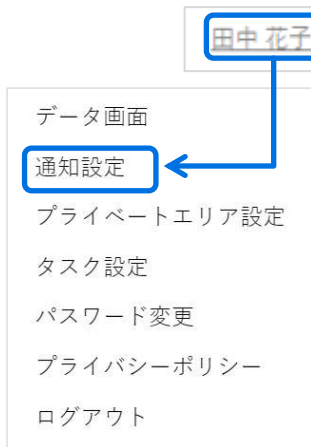 田中 花子
データ画面
通知設定
プライベートエリア設定
タスク設定
パスワード変更
プライバシーポリシー
ログアウト